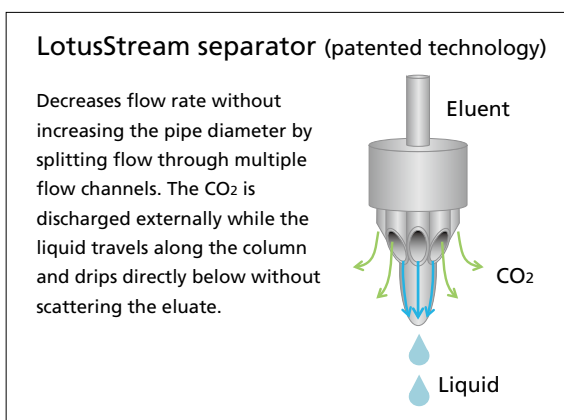 LotusStream separator (patented technology)
Decreases flow rate without
increasing the pipe diameter by
splitting flow through multiple
flow channels. The CO2 is
discharged externally while the
liquid travels along the column
and drips directly below without
scattering the eluate.
Eluent
CO2
Liquid